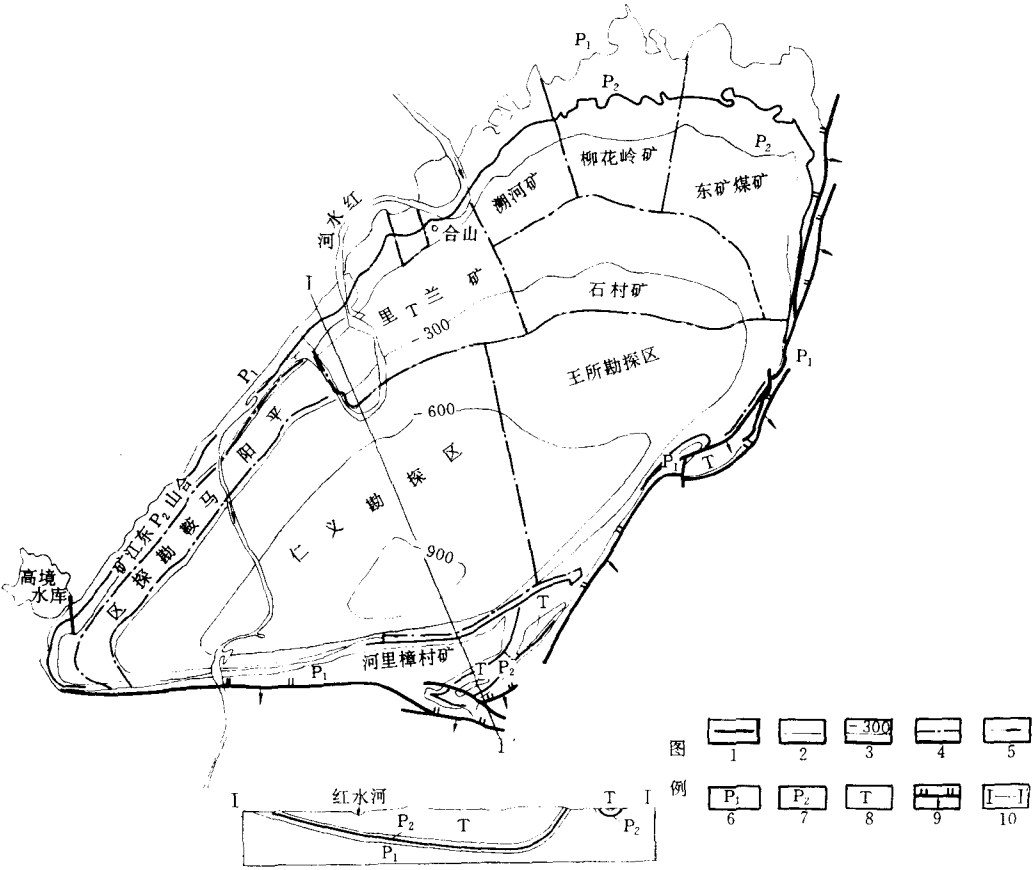 P₁
P₂
P₂
柳花岭矿
溯河矿
东矿煤矿
红水河
合山
I
里兰矿
T
石村矿
-300
P₁
P₁
王所勘探区
-600
平阳
马鞍勘探区
仁义勘探区
合山P₂东江矿
P₁
T
高境
水库
900
T
河里樟村矿
T
P₂
P₁
I
图例
-300
1
2
3
4
5
P₁
P₂
T
I—I
6
7
8
9
10
I
红水河
T
I
P₂
T
P₂
P₁